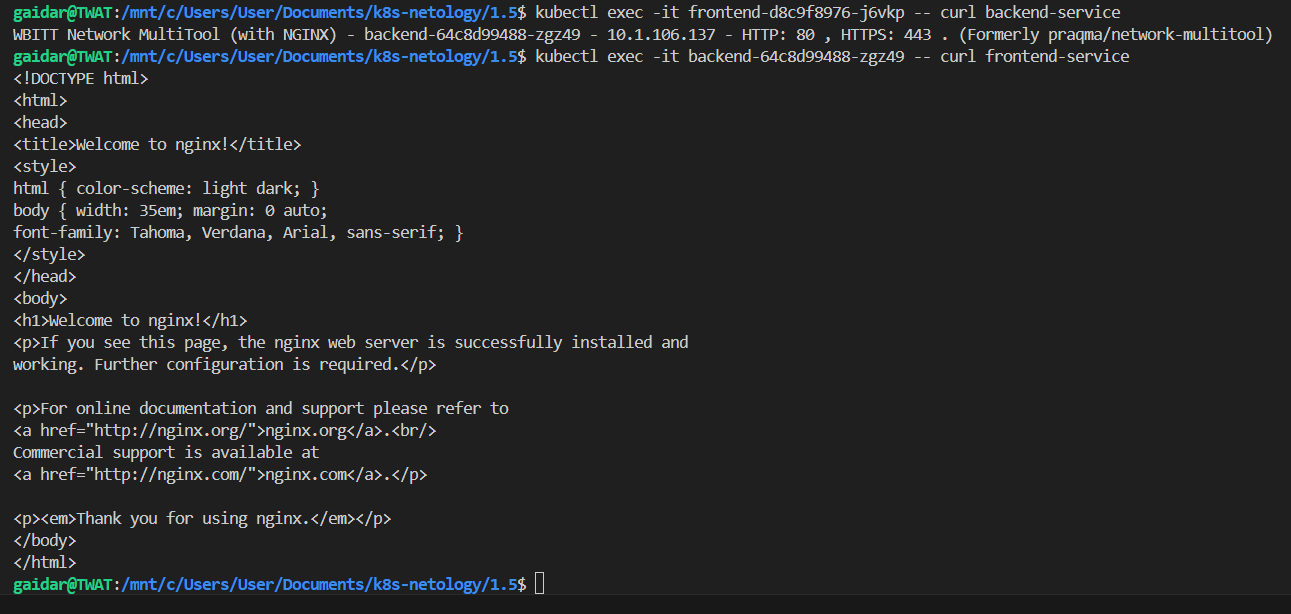 gaidar@TWAT:/mnt/c/Users/User/Documents/k8s-netology/1.5$ kubectl exec -it frontend-d8c9f8976-j6vkp -- curl backend-service
WBITT Network MultiTool (with NGINX) - backend-64c8d99488-zgz49 - 10.1.106.137 - HTTP: 80 , HTTPS: 443 . (Formerly praqma/network-multitool)
gaidar@TWAT:/mnt/c/Users/User/Documents/k8s-netology/1.5$ kubectl exec -it backend-64c8d99488-zgz49 -- curl frontend-service
<!DOCTYPE html>
<html>
<head>
<title>Welcome to nginx!</title>
<style>
html { color-scheme: light dark; }
body { width: 35em; margin: 0 auto;
font-family: Tahoma, Verdana, Arial, sans-serif; }
</style>
</head>
<body>
<h1>Welcome to nginx!</h1>
<p>If you see this page, the nginx web server is successfully installed and
working. Further configuration is required.</p>

<p>For online documentation and support please refer to
<a href="http://nginx.org/">nginx.org</a>.<br/>
Commercial support is available at
<a href="http://nginx.com/">nginx.com</a>.</p>

<p><em>Thank you for using nginx.</em></p>
</body>
</html>
gaidar@TWAT:/mnt/c/Users/User/Documents/k8s-netology/1.5$